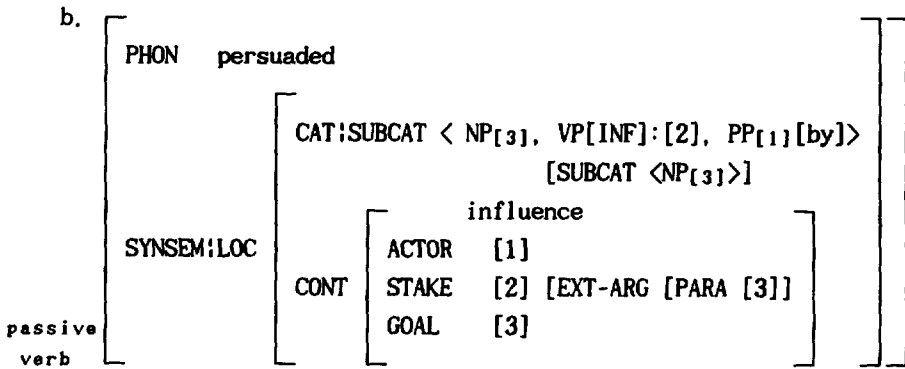 b.
PHON persuaded
CAT¦SUBCAT < NP[3], VP[INF]:[2], PP[1][by]>
[SUBCAT <NP[3]>]
influence
SYNSEM¦LOC ACTOR [1]
CONT STAKE [2] [EXT-ARG [PARA [3]]
GOAL [3]
passive
verb